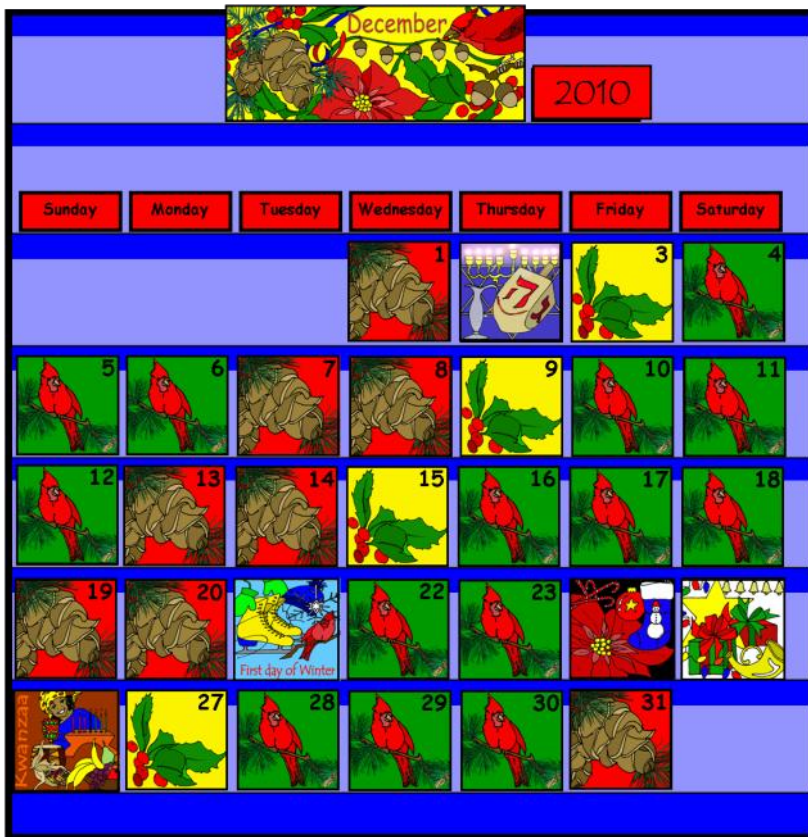 December
2010
Sunday Monday Tuesday Wednesday Thursday Friday Saturday
1 3 4
5 6 7 8 9 10 11
12 13 14 15 16 17 18
19 20 First day of Winter 22 23
Kwanzaa 27 28 29 30 31